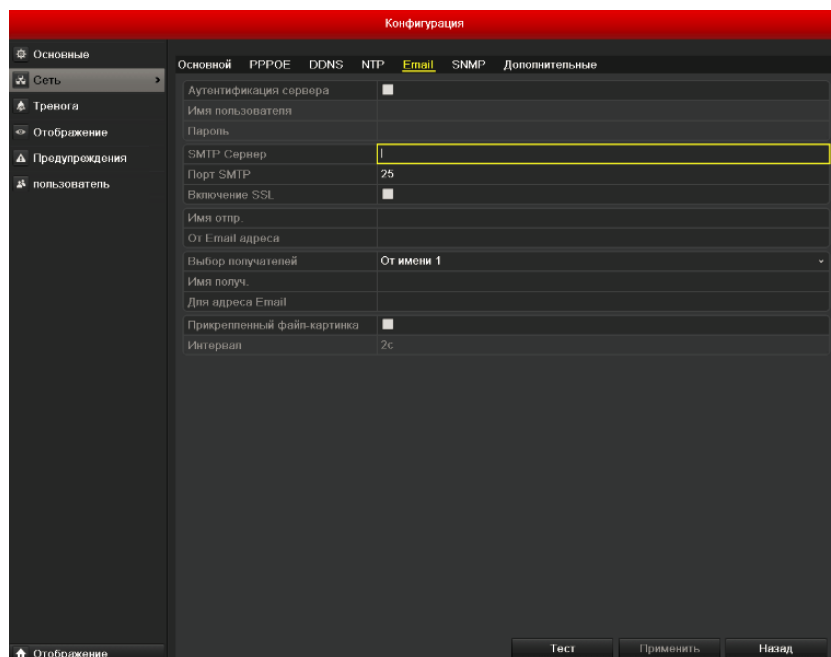 Конфигурация
Основные
Сеть
Тревога
Отображение
Предупреждения
пользователь
Отображение
Основной PPPOE DDNS NTP Email SNMP Дополнительные
Аутентификация сервера
Имя пользователя
Пароль
SMTP Сервер
Порт SMTP 25
Включение SSL
Имя отпр.
От Email адреса
Выбор получателей От имени 1
Имя получ.
Для адреса Email
Прикрепленный файл-картинка
Интервал 2с
Тест Применить Назад